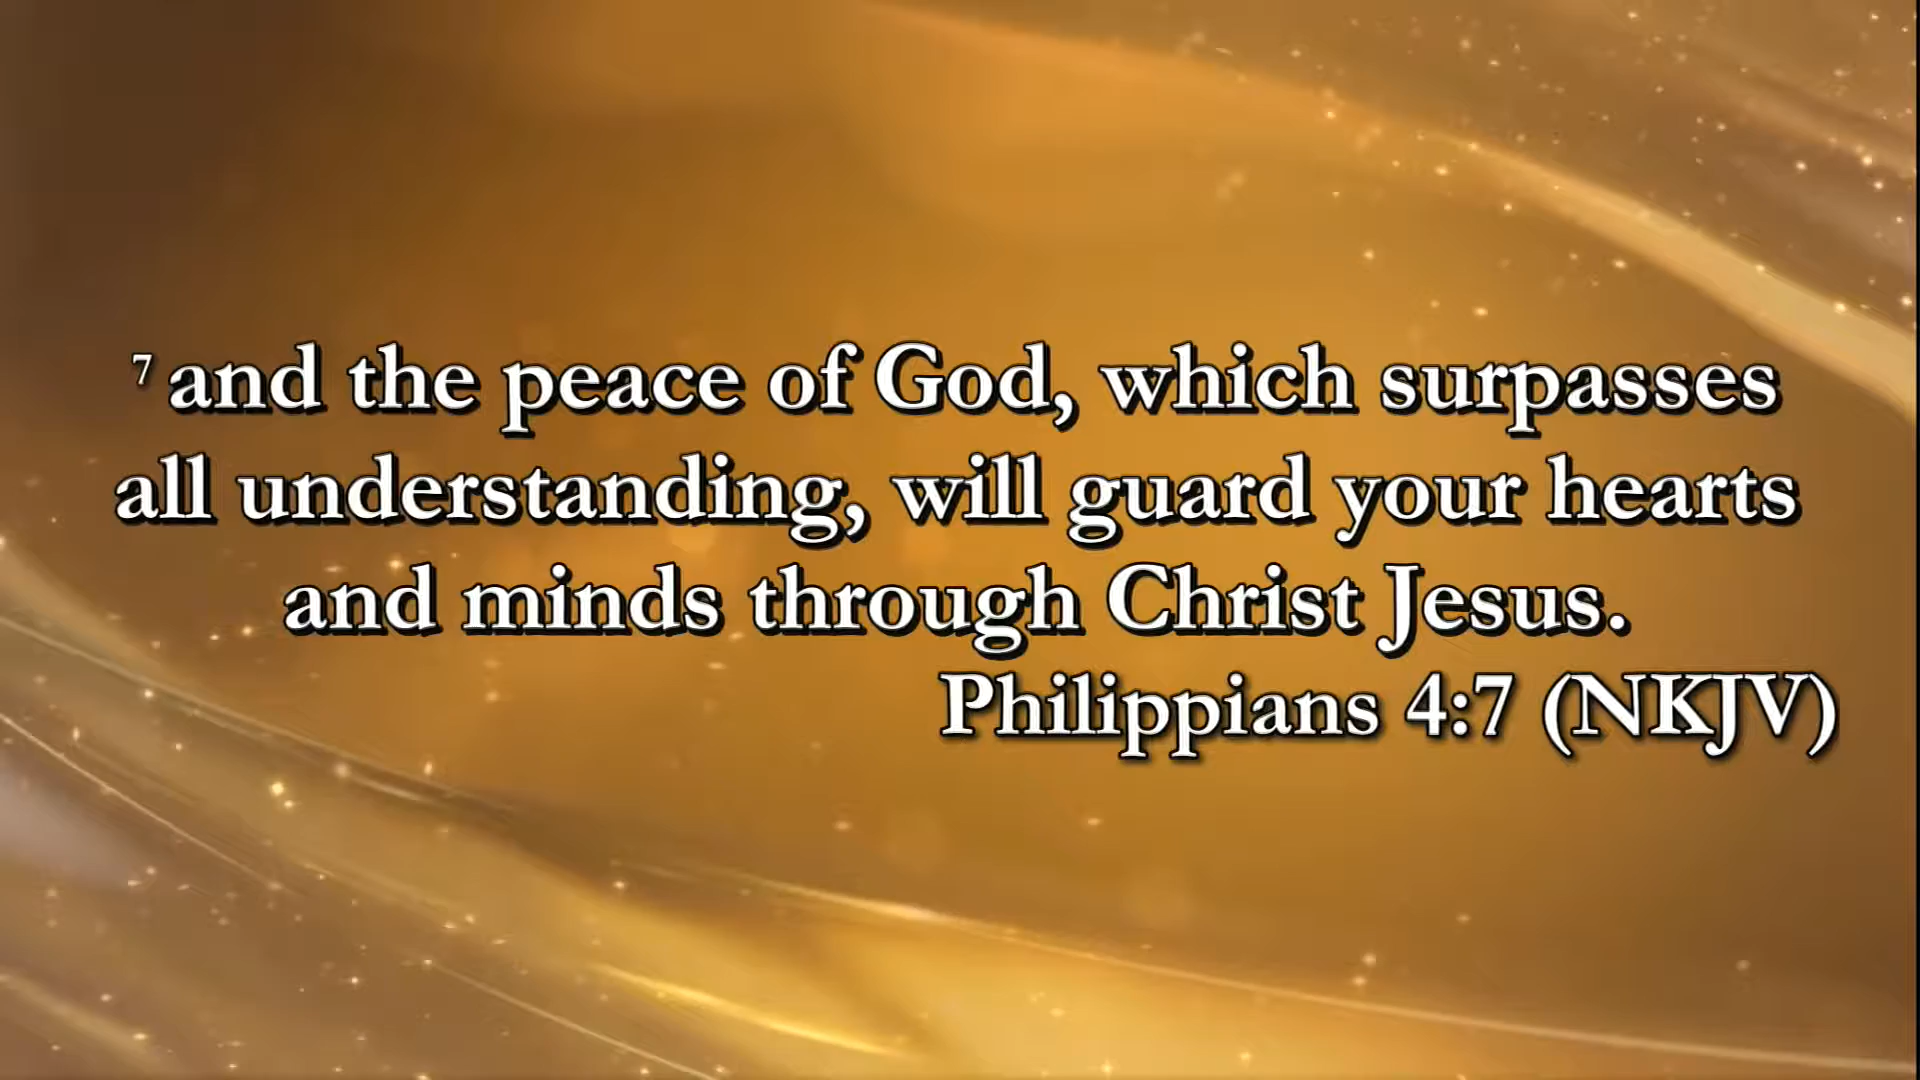 7 and the peace of God, which surpasses
all understanding, will guard your hearts
and minds through Christ Jesus.
Philippians 4:7 (NKJV)